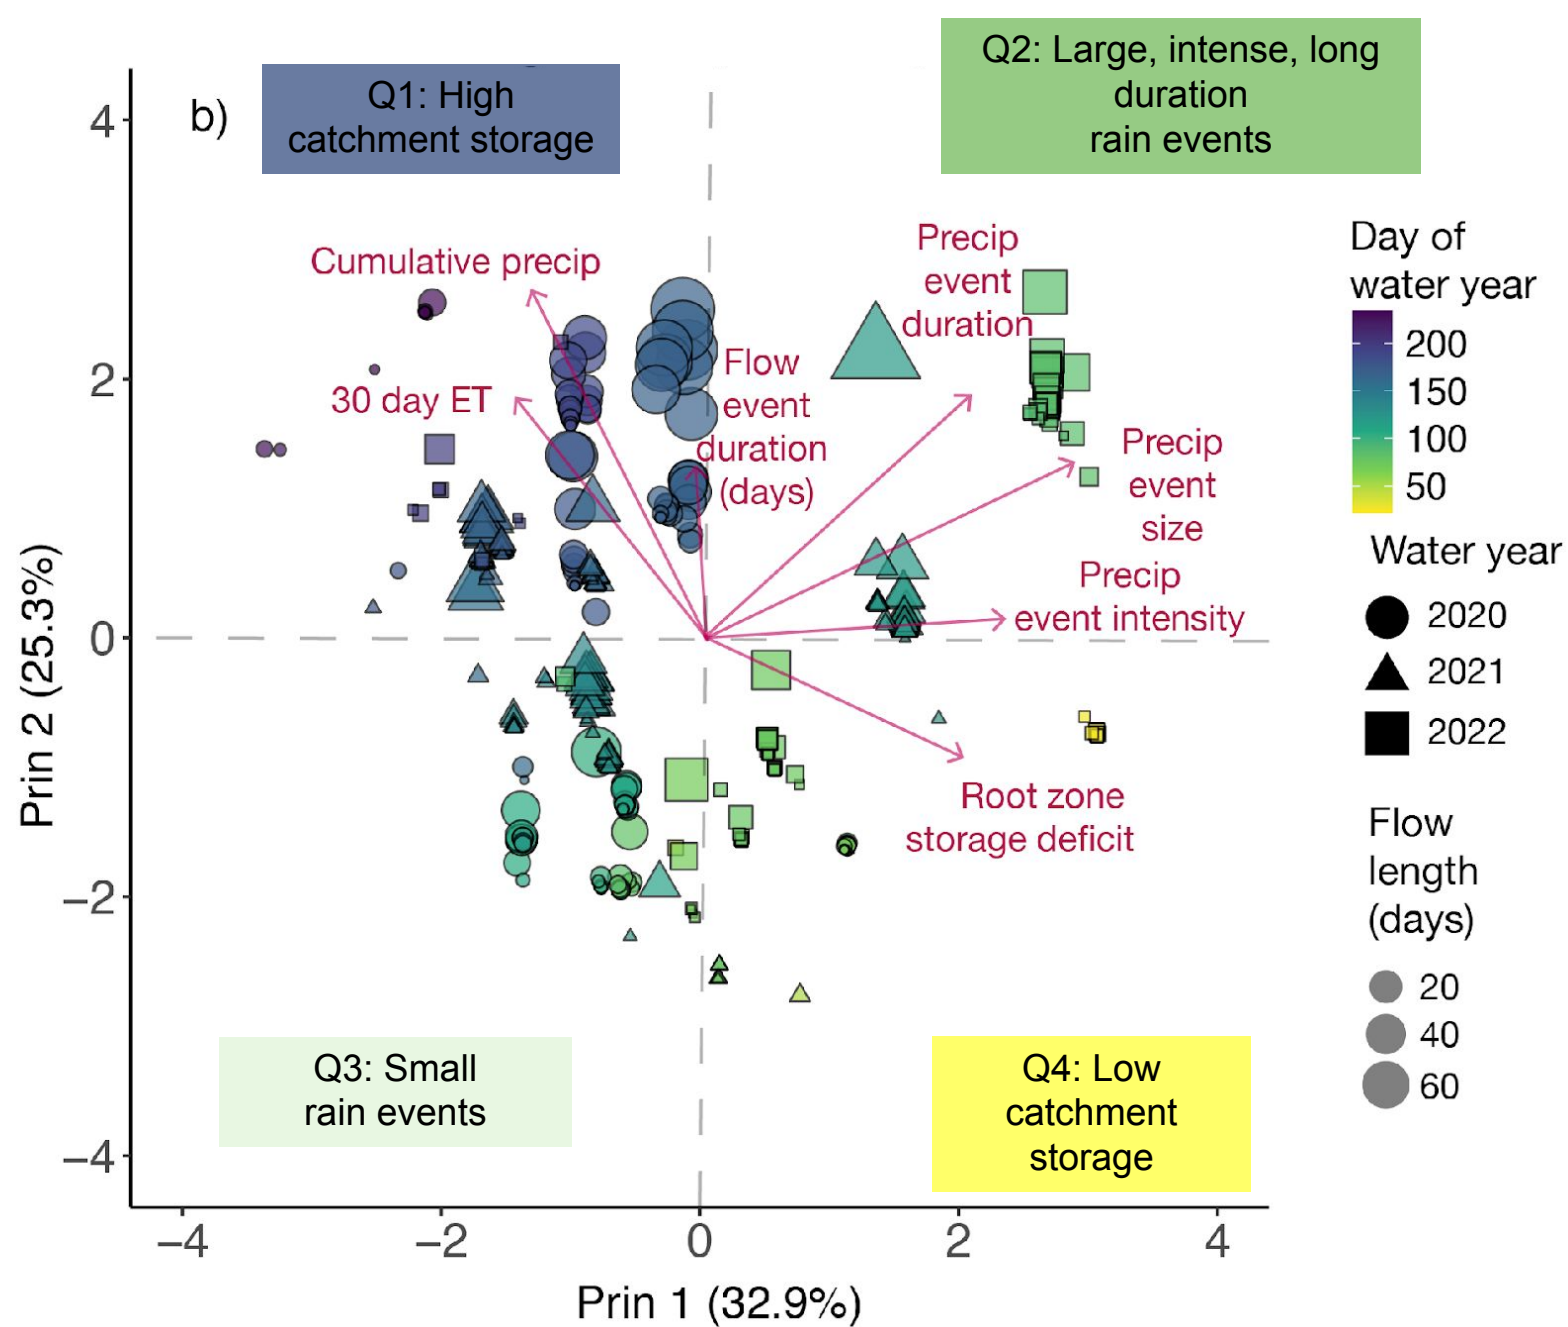 b)
Q1: High
catchment storage
Q2: Large, intense, long
duration
rain events
Cumulative precip
30 day ET
Flow
event
duration
(days)
Precip
event
duration
Precip
event
size
Precip
event intensity
Root zone
storage deficit
Q3: Small
rain events
Q4: Low
catchment
storage
4
2
0
−2
−4
Prin 2 (25.3%)
−4
−2
0
2
4
Prin 1 (32.9%)
Day of
water year
200
150
100
50
Water year
2020
2021
2022
Flow
length
(days)
20
40
60